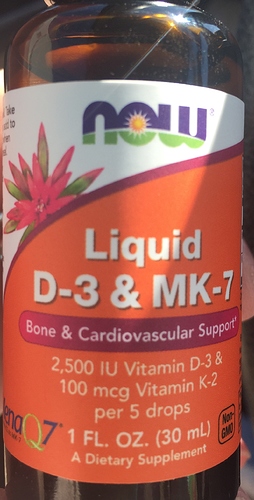 NOW®
Liquid
D-3 & MK-7
Bone & Cardiovascular Support*
2,500 IU Vitamin D-3 &
100 mcg Vitamin K-2
per 5 drops
enaQ7®
1 FL. OZ. (30 mL)
A Dietary Supplement
Non-
GMO